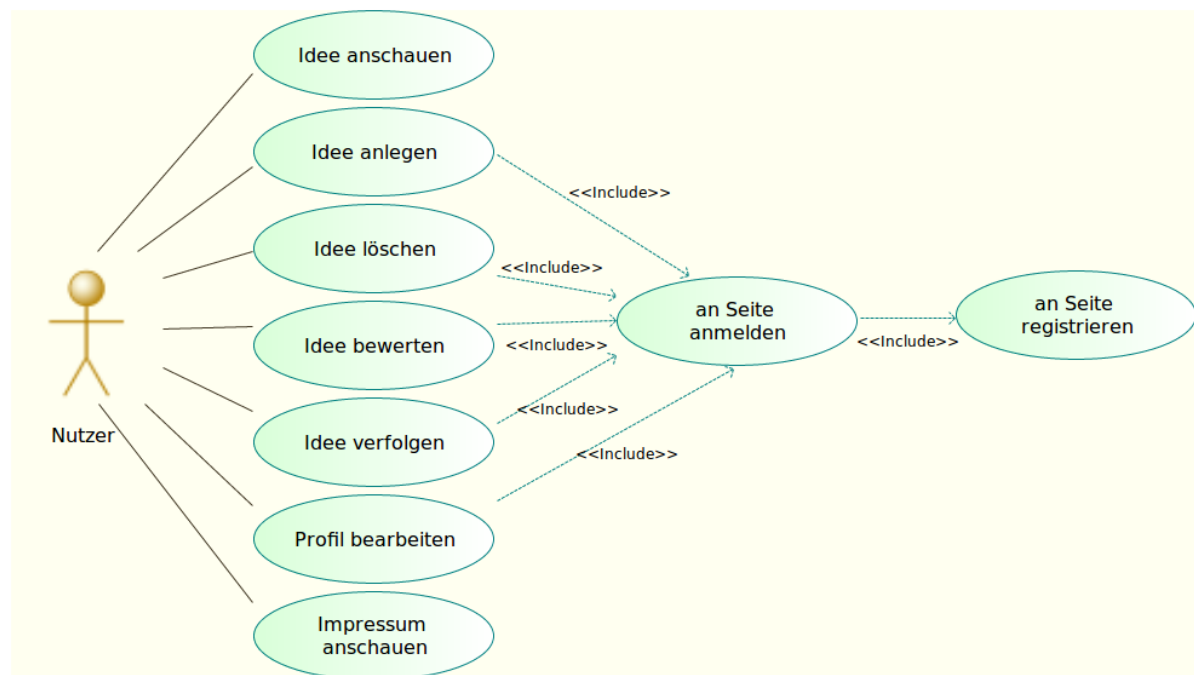 Idee anschauen
Idee anlegen
<<Include>>
Idee löschen
<<Include>>
an Seite
anmelden
an Seite
registrieren
Idee bewerten
<<Include>>
<<Include>>
Nutzer
Idee verfolgen
<<Include>>
<<Include>>
Profil bearbeiten
Impressum
anschauen